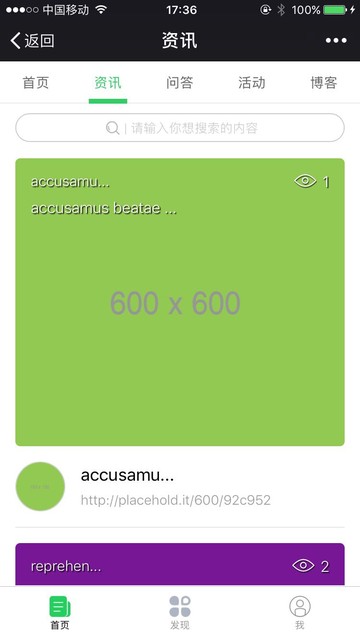 中国移动 17:36 100%
返回 资讯
首页 资讯 问答 活动 博客
请输入你想搜索的内容
accusamu... 1
accusamus beatae ...
600 x 600
accusamu...
http://placehold.it/600/92c952
reprehen... 2
首页 发现 我